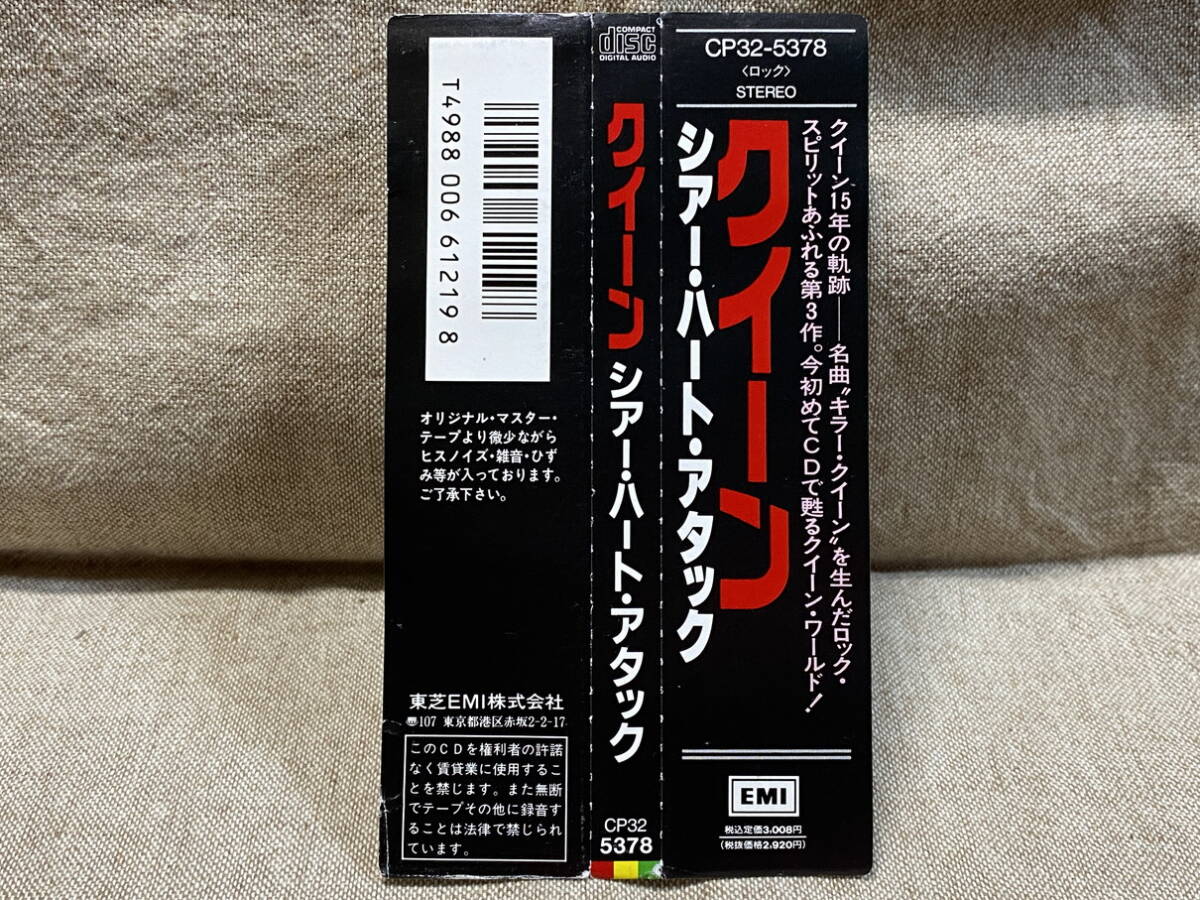 CP32-5378
〈ロック〉
STEREO
クイーン15年の軌跡――名曲“キラー・クイーン”を生んだロック・
スピリットあふれる第3作。今初めてCDで甦るクイーン・ワールド!
クイーン
シアー・ハート・アタック
EMI
税込定価3,008円
(税抜価格2,920円)
COMPACT
disc
DIGITAL AUDIO
クイーン シアー・ハート・アタック
CP32
5378
T4988 006 61219 8
オリジナル・マスター・
テープより微少ながら
ヒスノイズ・雑音・ひず
み等が入っております。
ご了承下さい。
東芝EMI株式会社
〠107 東京都港区赤坂2-2-17
このCDを権利者の許諾
なく賃貸業に使用するこ
とを禁じます。また無断
でテープその他に録音す
ることは法律で禁じられ
ています。